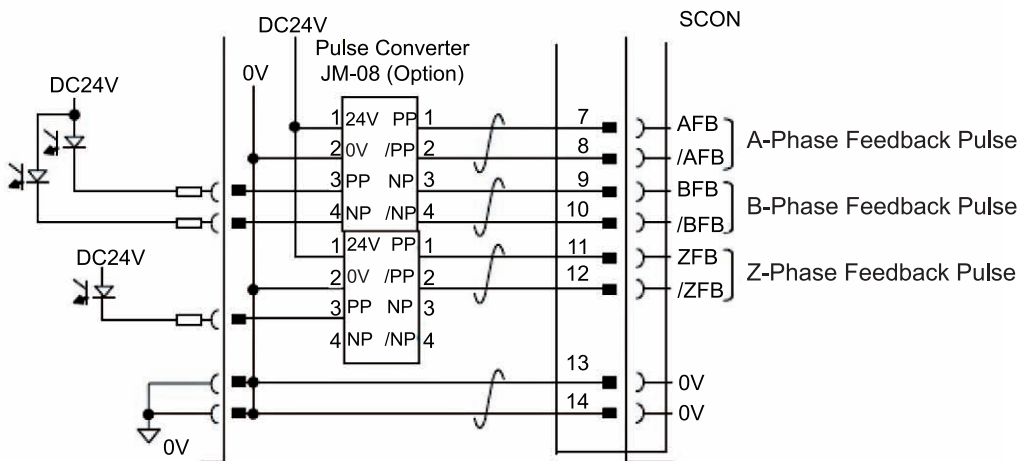 SCON
DC24V
Pulse Converter
JM-08 (Option)
0V
DC24V
1 24V PP 1
2 0V /PP 2
3 PP NP 3
4 NP /NP 4
7 AFB
8 /AFB
A-Phase Feedback Pulse
9 BFB
10 /BFB
B-Phase Feedback Pulse
DC24V
1 24V PP 1
2 0V /PP 2
3 PP NP 3
4 NP /NP 4
11 ZFB
12 /ZFB
Z-Phase Feedback Pulse
13 0V
14 0V
0V